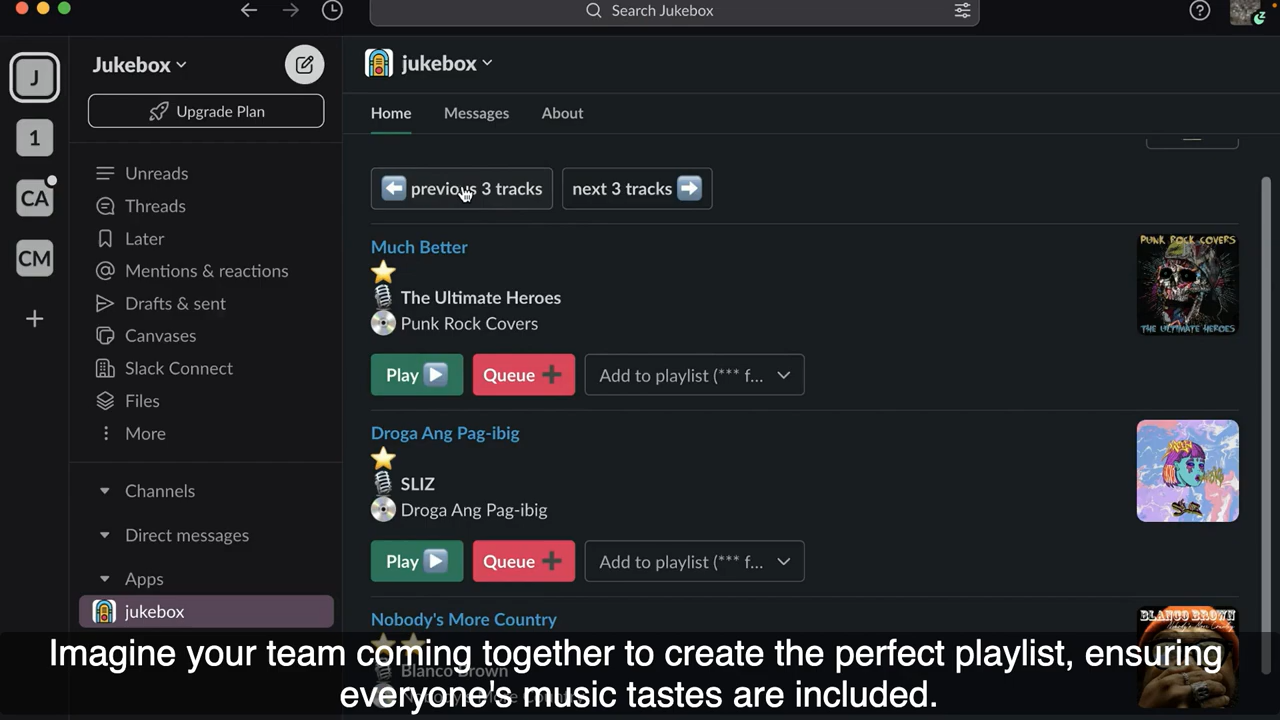 Search Jukebox
J
Jukebox
Upgrade Plan
1
CA
CM
Unreads
Threads
Later
Mentions & reactions
Drafts & sent
Canvases
Slack Connect
Files
More
Channels
Direct messages
Apps
jukebox
jukebox
Home Messages About
previous 3 tracks next 3 tracks
Much Better
The Ultimate Heroes
Punk Rock Covers
PUNK ROCK COVERS
THE ULTIMATE HEROES
Play Queue Add to playlist (*** f...
Droga Ang Pag-ibig
SLIZ
Droga Ang Pag-ibig
Play Queue Add to playlist (*** f...
Nobody's More Country
Blanco Brown
BLANCO BROWN
Imagine your team coming together to create the perfect playlist, ensuring
everyone's music tastes are included.